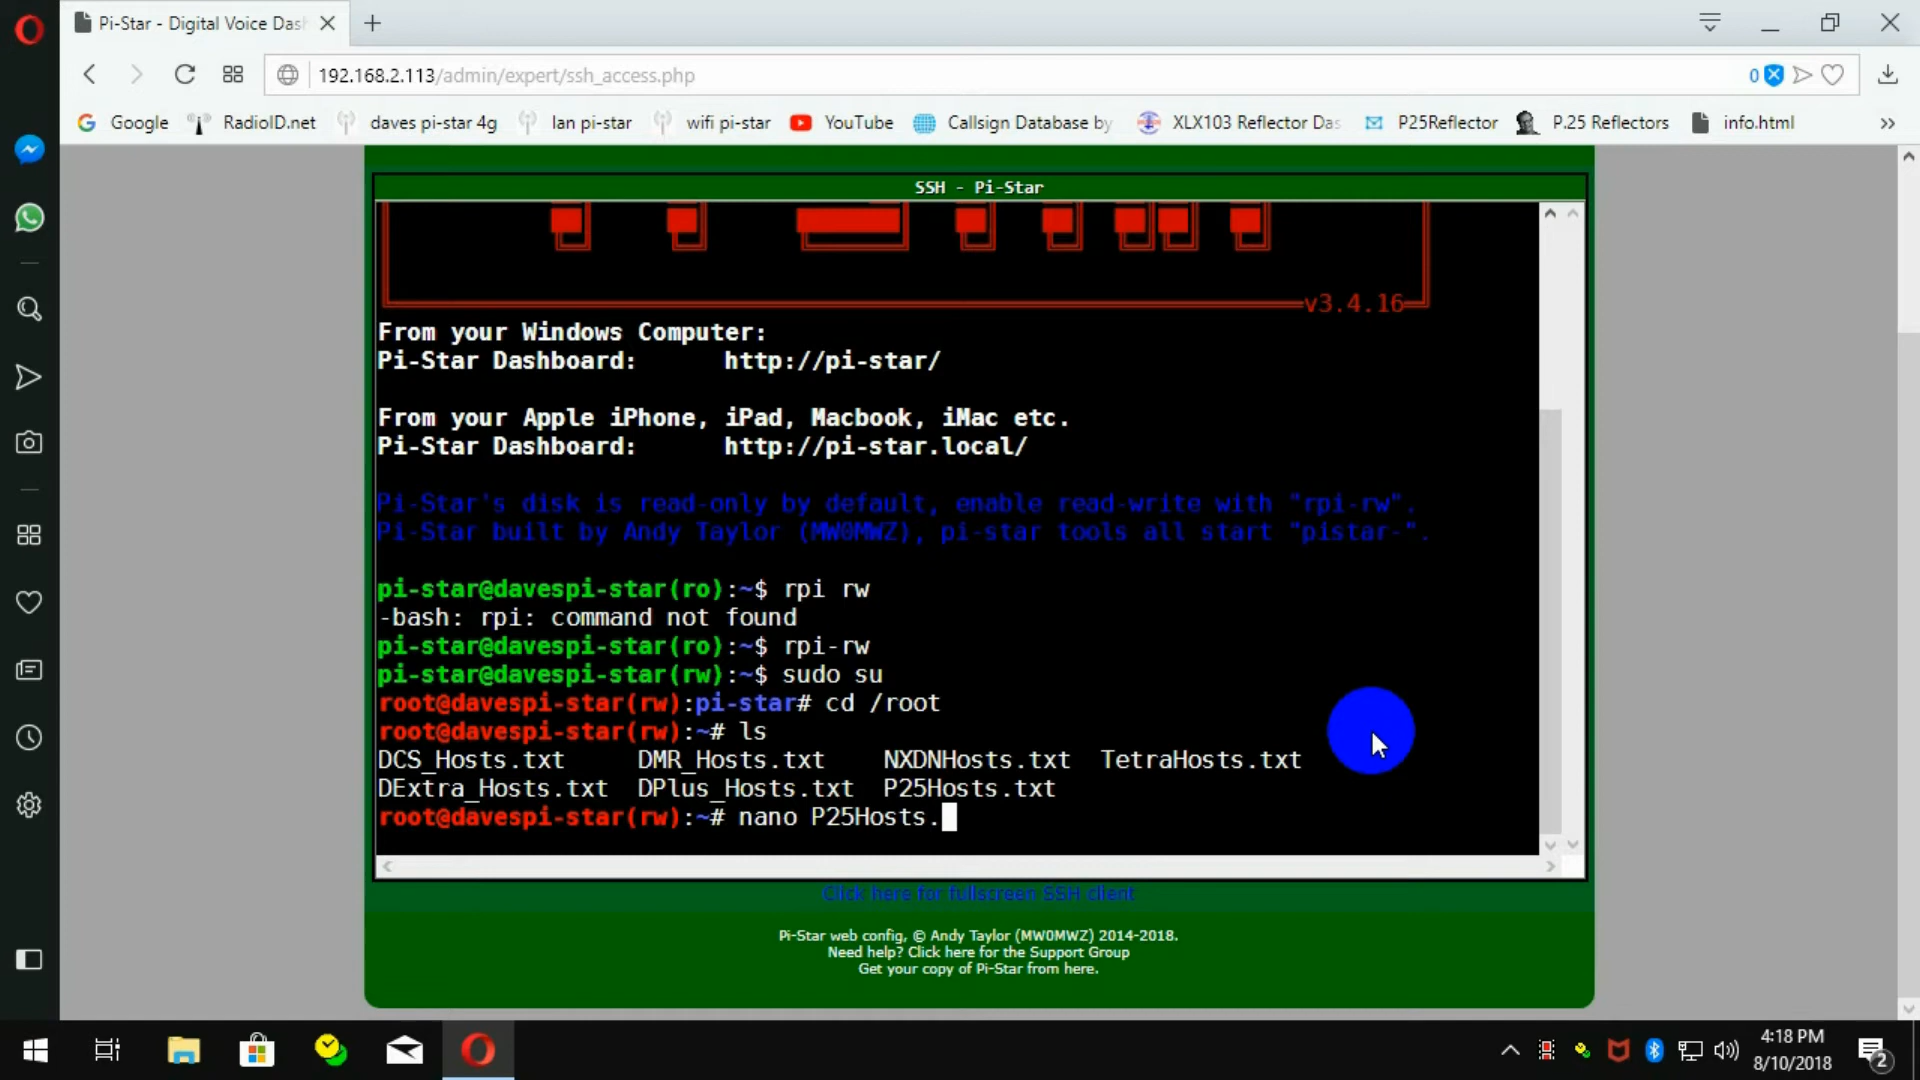 Pi-Star - Digital Voice Das
192.168.2.113/admin/expert/ssh_access.php
0
Google
RadioID.net
daves pi-star 4g
lan pi-star
wifi pi-star
YouTube
Callsign Database by
XLX103 Reflector Das
P25Reflector
P.25 Reflectors
info.html
SSH - Pi-Star
v3.4.16
From your Windows Computer:
Pi-Star Dashboard: http://pi-star/
From your Apple iPhone, iPad, Macbook, iMac etc.
Pi-Star Dashboard: http://pi-star.local/
Pi-Star's disk is read-only by default, enable read-write with "rpi-rw".
Pi-Star built by Andy Taylor (MW0MWZ), pi-star tools all start "pistar-".
pi-star@davespi-star(ro):~$ rpi rw
-bash: rpi: command not found
pi-star@davespi-star(ro):~$ rpi-rw
pi-star@davespi-star(rw):~$ sudo su
root@davespi-star(rw):pi-star# cd /root
root@davespi-star(rw):~# ls
DCS_Hosts.txt DMR_Hosts.txt NXDNHosts.txt TetraHosts.txt
DExtra_Hosts.txt DPlus_Hosts.txt P25Hosts.txt
root@davespi-star(rw):~# nano P25Hosts.
Click here for fullscreen SSH client
Pi-Star web config, © Andy Taylor (MW0MWZ) 2014-2018.
Need help? Click here for the Support Group
Get your copy of Pi-Star from here.
4:18 PM
8/10/2018
2